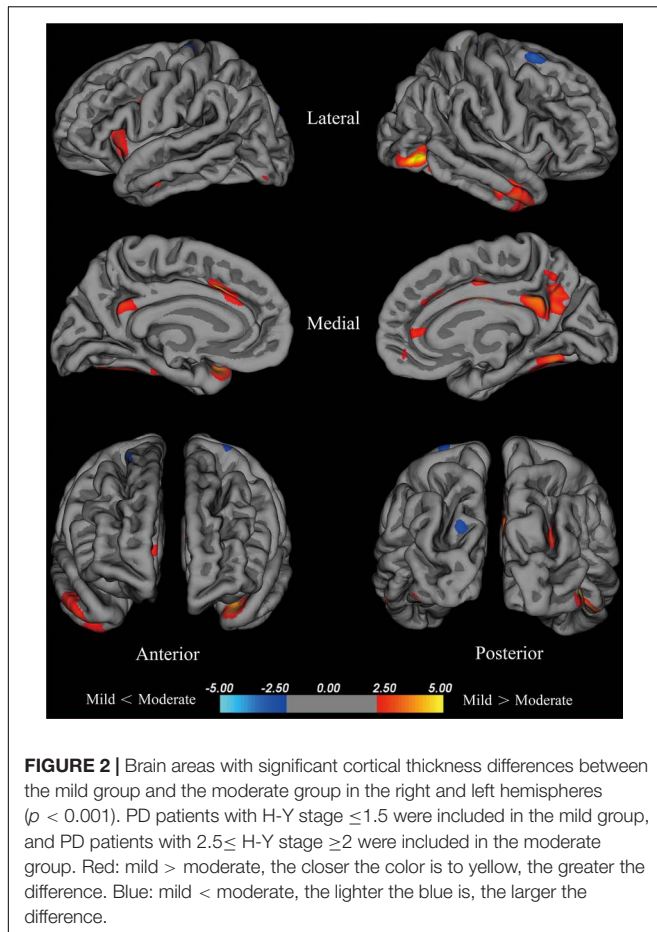 Lateral
Medial
Anterior
Posterior
Mild < Moderate
-5.00 -2.50 0.00 2.50 5.00
Mild > Moderate
FIGURE 2 | Brain areas with significant cortical thickness differences between
the mild group and the moderate group in the right and left hemispheres
(p < 0.001). PD patients with H-Y stage ≤1.5 were included in the mild group,
and PD patients with 2.5≤ H-Y stage ≥2 were included in the moderate
group. Red: mild > moderate, the closer the color is to yellow, the greater the
difference. Blue: mild < moderate, the lighter the blue is, the larger the
difference.